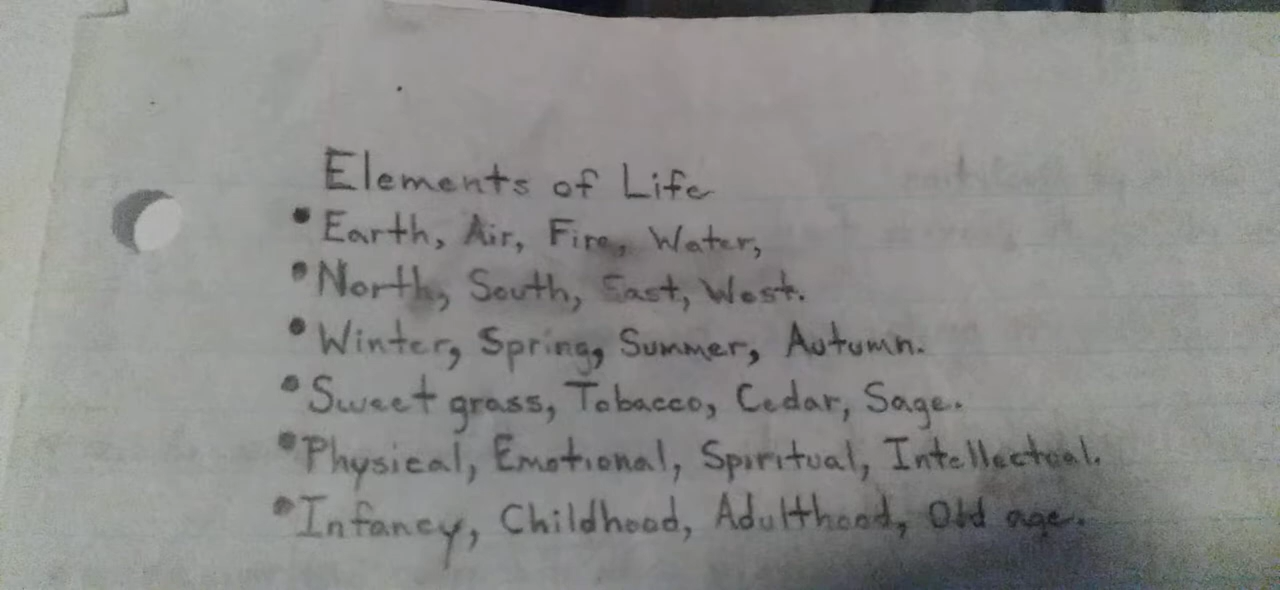 Elements of Life
• Earth, Air, Fire, Water,
• North, South, East, West.
• Winter, Spring, Summer, Autumn.
• Sweet grass, Tobacco, Cedar, Sage.
• Physical, Emotional, Spiritual, Intellectual.
• Infancy, Childhood, Adulthood, Old age.